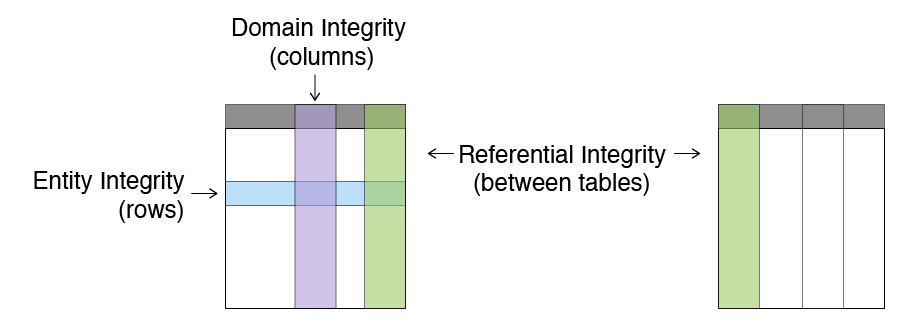 Domain Integrity
(columns)
Entity Integrity
(rows)
Referential Integrity
(between tables)